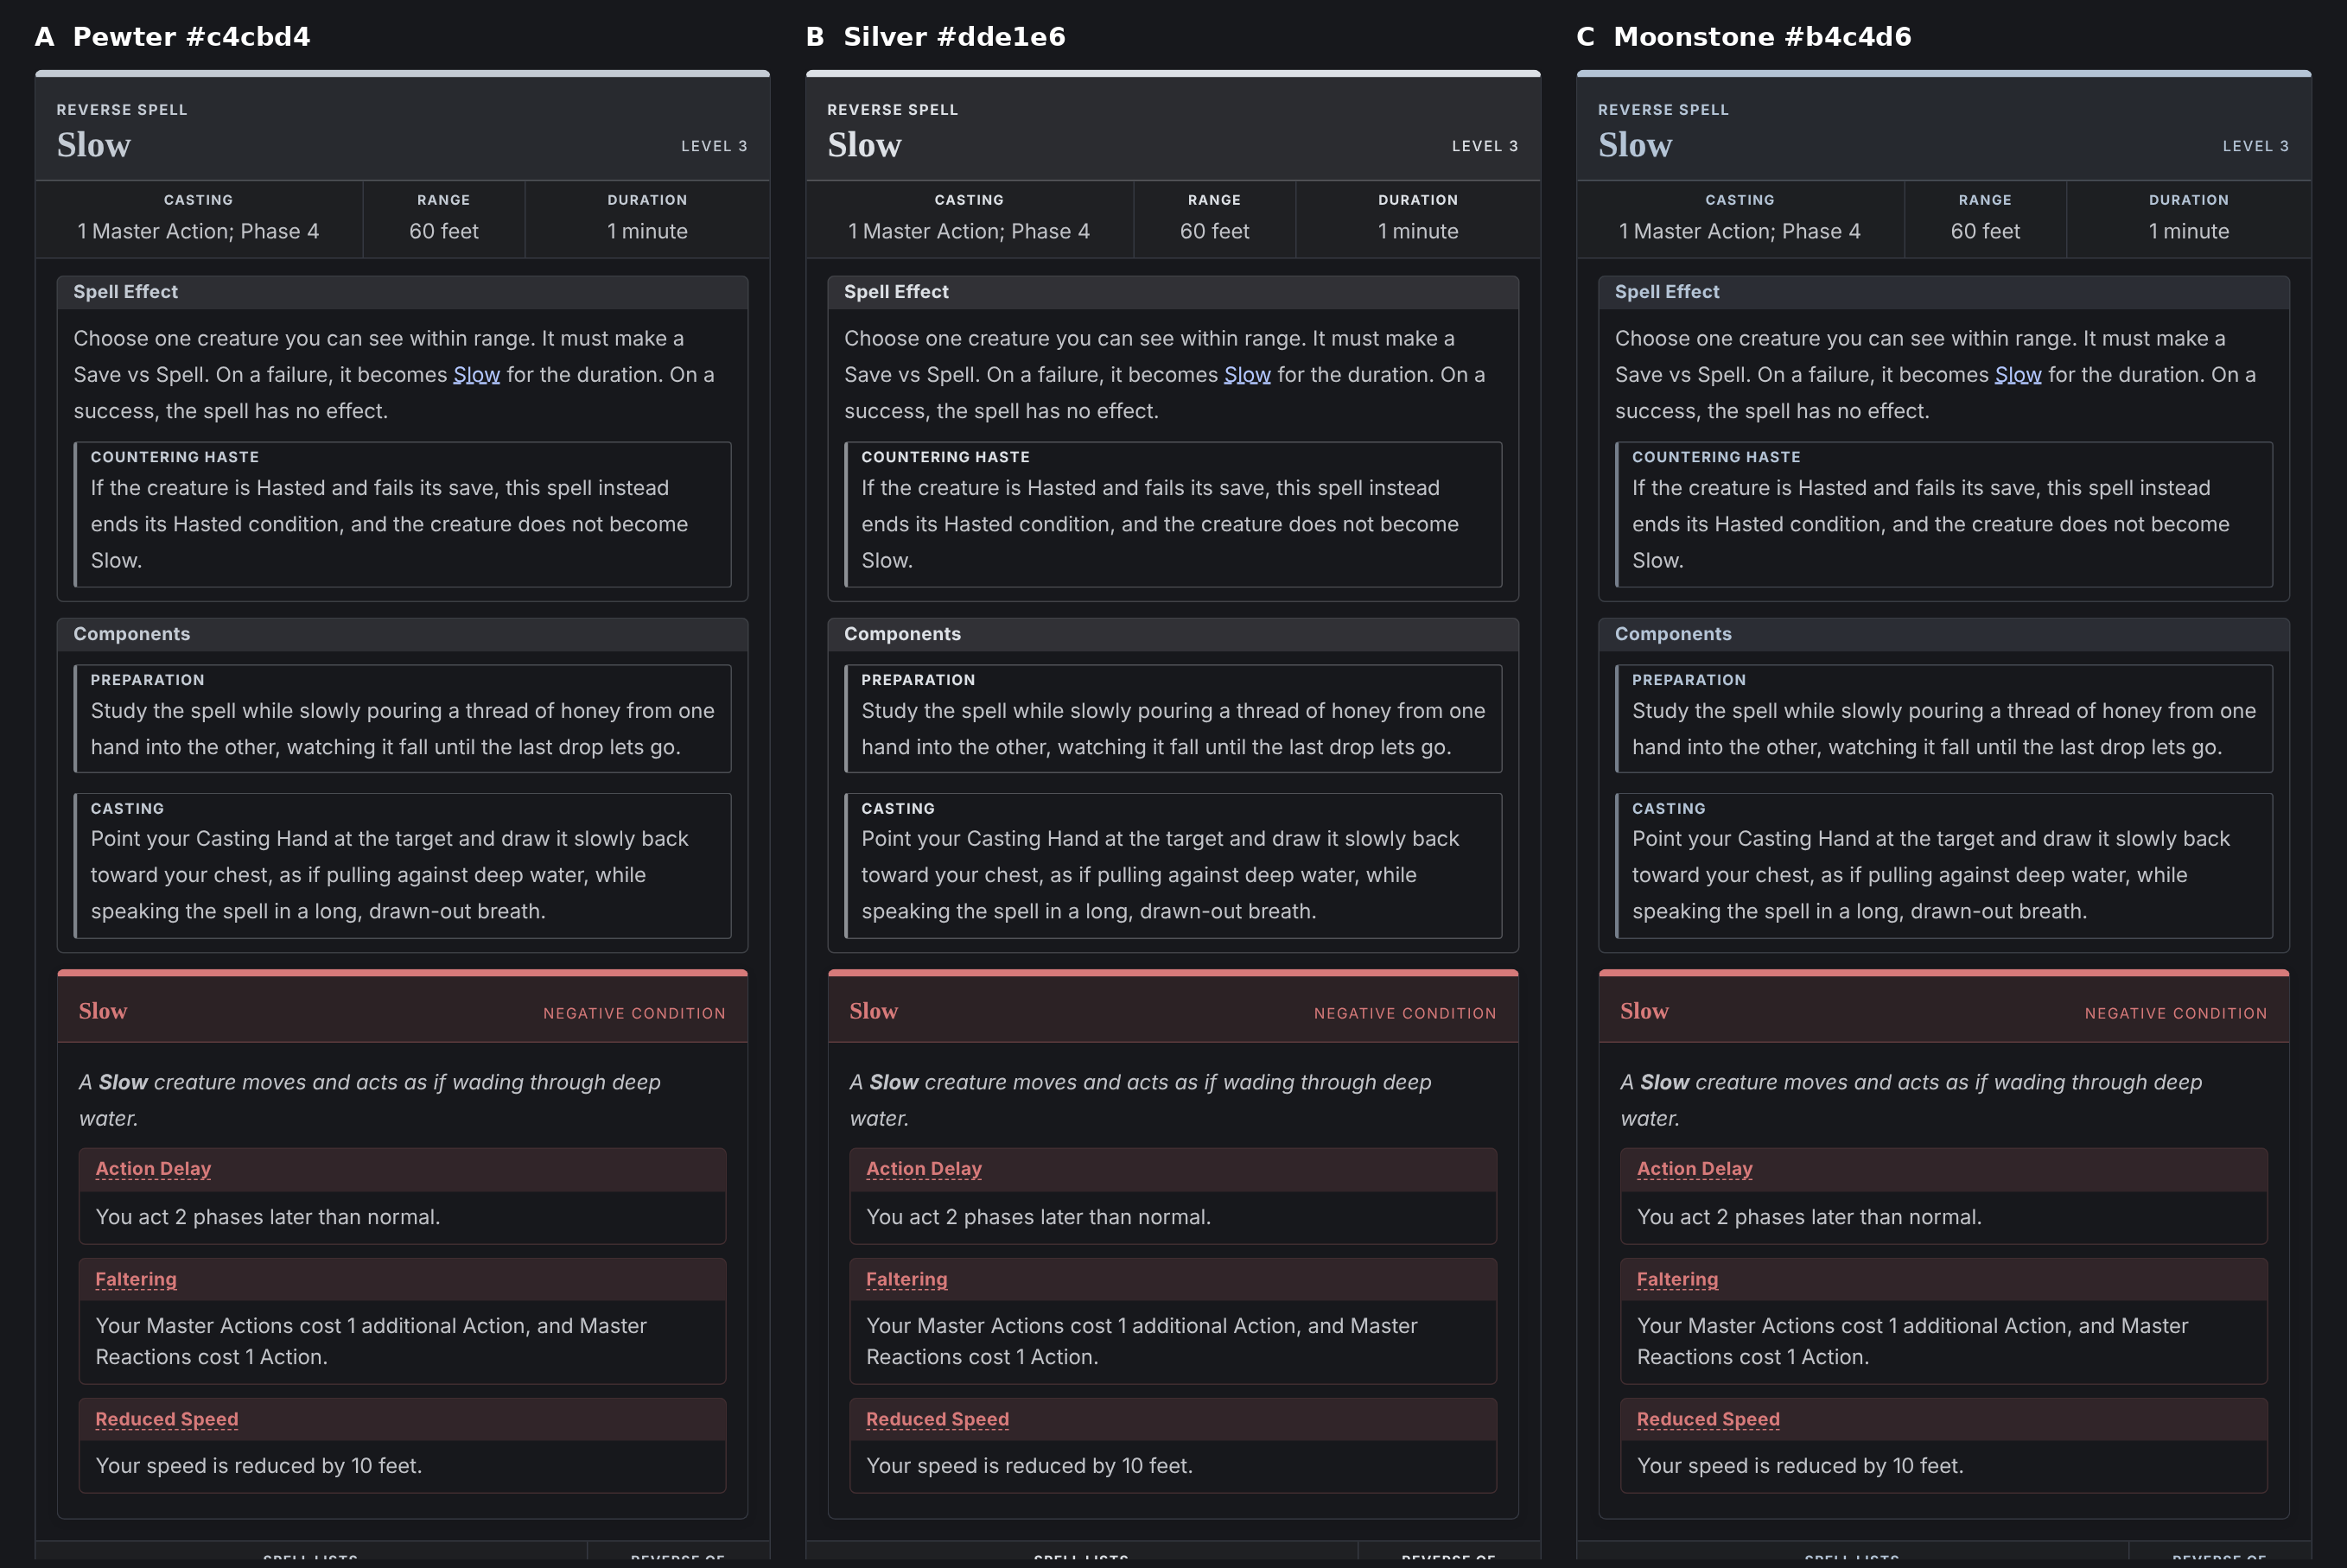 A Pewter #c4cbd4
REVERSE SPELL
Slow
LEVEL 3
CASTING
1 Master Action; Phase 4
RANGE
60 feet
DURATION
1 minute
Spell Effect
Choose one creature you can see within range. It must make a
Save vs Spell. On a failure, it becomes Slow for the duration. On a
success, the spell has no effect.
COUNTERING HASTE
If the creature is Hasted and fails its save, this spell instead
ends its Hasted condition, and the creature does not become
Slow.
Components
PREPARATION
Study the spell while slowly pouring a thread of honey from one
hand into the other, watching it fall until the last drop lets go.
CASTING
Point your Casting Hand at the target and draw it slowly back
toward your chest, as if pulling against deep water, while
speaking the spell in a long, drawn-out breath.
Slow
NEGATIVE CONDITION
A Slow creature moves and acts as if wading through deep
water.
Action Delay
You act 2 phases later than normal.
Faltering
Your Master Actions cost 1 additional Action, and Master
Reactions cost 1 Action.
Reduced Speed
Your speed is reduced by 10 feet.
SPELL LISTS
REVERSE OF
B Silver #dde1e6
REVERSE SPELL
Slow
LEVEL 3
CASTING
1 Master Action; Phase 4
RANGE
60 feet
DURATION
1 minute
Spell Effect
Choose one creature you can see within range. It must make a
Save vs Spell. On a failure, it becomes Slow for the duration. On a
success, the spell has no effect.
COUNTERING HASTE
If the creature is Hasted and fails its save, this spell instead
ends its Hasted condition, and the creature does not become
Slow.
Components
PREPARATION
Study the spell while slowly pouring a thread of honey from one
hand into the other, watching it fall until the last drop lets go.
CASTING
Point your Casting Hand at the target and draw it slowly back
toward your chest, as if pulling against deep water, while
speaking the spell in a long, drawn-out breath.
Slow
NEGATIVE CONDITION
A Slow creature moves and acts as if wading through deep
water.
Action Delay
You act 2 phases later than normal.
Faltering
Your Master Actions cost 1 additional Action, and Master
Reactions cost 1 Action.
Reduced Speed
Your speed is reduced by 10 feet.
SPELL LISTS
REVERSE OF
C Moonstone #b4c4d6
REVERSE SPELL
Slow
LEVEL 3
CASTING
1 Master Action; Phase 4
RANGE
60 feet
DURATION
1 minute
Spell Effect
Choose one creature you can see within range. It must make a
Save vs Spell. On a failure, it becomes Slow for the duration. On a
success, the spell has no effect.
COUNTERING HASTE
If the creature is Hasted and fails its save, this spell instead
ends its Hasted condition, and the creature does not become
Slow.
Components
PREPARATION
Study the spell while slowly pouring a thread of honey from one
hand into the other, watching it fall until the last drop lets go.
CASTING
Point your Casting Hand at the target and draw it slowly back
toward your chest, as if pulling against deep water, while
speaking the spell in a long, drawn-out breath.
Slow
NEGATIVE CONDITION
A Slow creature moves and acts as if wading through deep
water.
Action Delay
You act 2 phases later than normal.
Faltering
Your Master Actions cost 1 additional Action, and Master
Reactions cost 1 Action.
Reduced Speed
Your speed is reduced by 10 feet.
SPELL LISTS
REVERSE OF